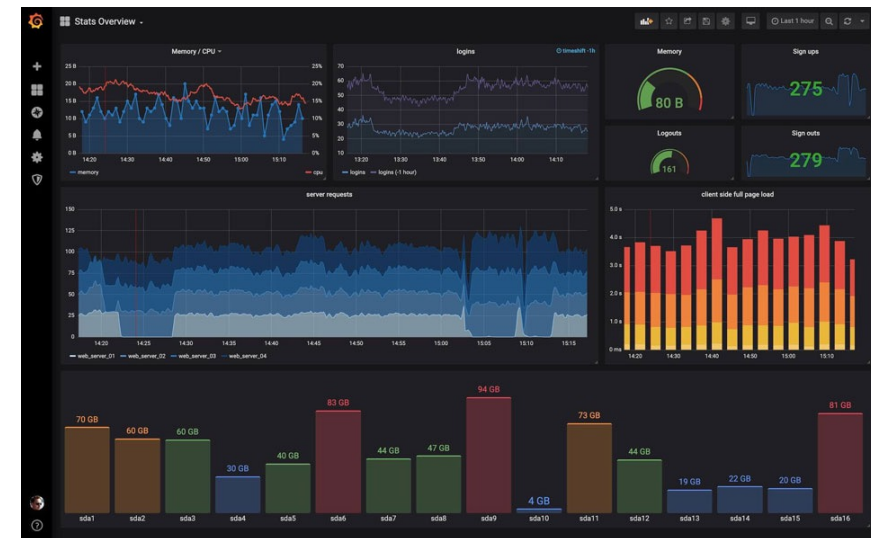 Stats Overview
Last 1 hour
Memory / CPU
25 B
20 B
15 B
10 B
5 B
0 B
25%
20%
15%
10%
5%
0%
14:20 14:30 14:40 14:50 15:00 15:10
memory
cpu
logins
timeshift -1h
70
60
50
40
30
20
10
13:20 13:30 13:40 13:50 14:00 14:10
logins logins (-1 hour)
Memory
80 B
Sign ups
275
Logouts
161
Sign outs
279
server requests
150
125
100
75
50
25
0
14:20 14:25 14:30 14:35 14:40 14:45 14:50 14:55 15:00 15:05 15:10 15:15
web_server_01 web_server_02 web_server_03 web_server_04
client side full page load
5.0 s
4.0 s
3.0 s
2.0 s
1.0 s
0 ms
14:20 14:30 14:40 14:50 15:00 15:10
70 GB 60 GB 60 GB 30 GB 40 GB 83 GB 44 GB 47 GB 94 GB 4 GB 73 GB 44 GB 19 GB 22 GB 20 GB 81 GB
sda1 sda2 sda3 sda4 sda5 sda6 sda7 sda8 sda9 sda10 sda11 sda12 sda13 sda14 sda15 sda16